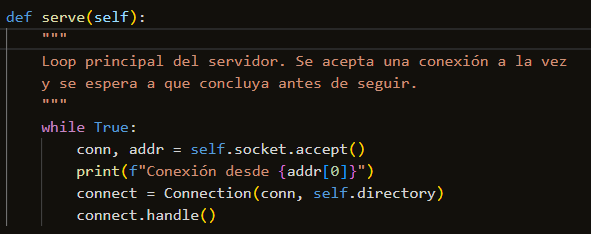 def serve(self):
    """
    Loop principal del servidor. Se acepta una conexión a la vez
    y se espera a que concluya antes de seguir.
    """
    while True:
        conn, addr = self.socket.accept()
        print(f"Conexión desde {addr[0]}")
        connect = Connection(conn, self.directory)
        connect.handle()